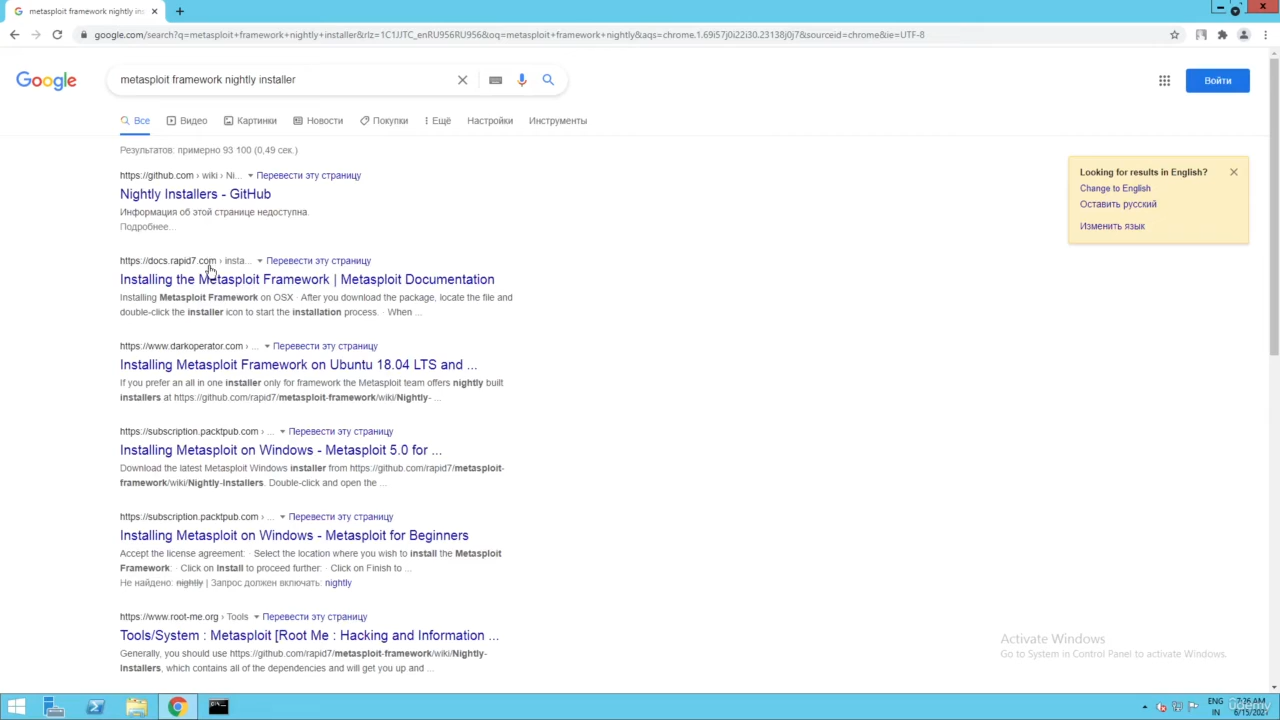 metasploit framework nightly ins
google.com/search?q=metasploit+framework+nightly+installer&rlz=1C1JJTC_enRU956RU956&oq=metasploit+framework+nightly&aqs=chrome.1.69i57j0i22i30.23138j0j7&sourceid=chrome&ie=UTF-8
Google
metasploit framework nightly installer
Войти
Все Видео Картинки Новости Покупки Ещё Настройки Инструменты
Результатов: примерно 93 100 (0,49 сек.)
Looking for results in English?
Change to English
Оставить русский
Изменить язык
https://github.com › wiki › Ni... Перевести эту страницу
Nightly Installers - GitHub
Информация об этой странице недоступна.
Подробнее...
https://docs.rapid7.com › insta... Перевести эту страницу
Installing the Metasploit Framework | Metasploit Documentation
Installing Metasploit Framework on OSX · After you download the package, locate the file and
double-click the installer icon to start the installation process. · When ...
https://www.darkoperator.com › ... Перевести эту страницу
Installing Metasploit Framework on Ubuntu 18.04 LTS and ...
If you prefer an all in one installer only for framework the Metasploit team offers nightly built
installers at https://github.com/rapid7/metasploit-framework/wiki/Nightly- ...
https://subscription.packtpub.com › ... Перевести эту страницу
Installing Metasploit on Windows - Metasploit 5.0 for ...
Download the latest Metasploit Windows installer from https://github.com/rapid7/metasploit-
framework/wiki/Nightly-Installers. Double-click and open the ...
https://subscription.packtpub.com › ... Перевести эту страницу
Installing Metasploit on Windows - Metasploit for Beginners
Accept the license agreement: · Select the location where you wish to install the Metasploit
Framework: · Click on Install to proceed further: · Click on Finish to ...
Не найдено: nightly | Запрос должен включать: nightly
https://www.root-me.org › Tools Перевести эту страницу
Tools/System : Metasploit [Root Me : Hacking and Information ...
Generally, you should use https://github.com/rapid7/metasploit-framework/wiki/Nightly-
Installers, which contains all of the dependencies and will get you up and ...
Activate Windows
Go to System in Control Panel to activate Windows.
ENG 7:26 AM
IN 6/15/202
udemy